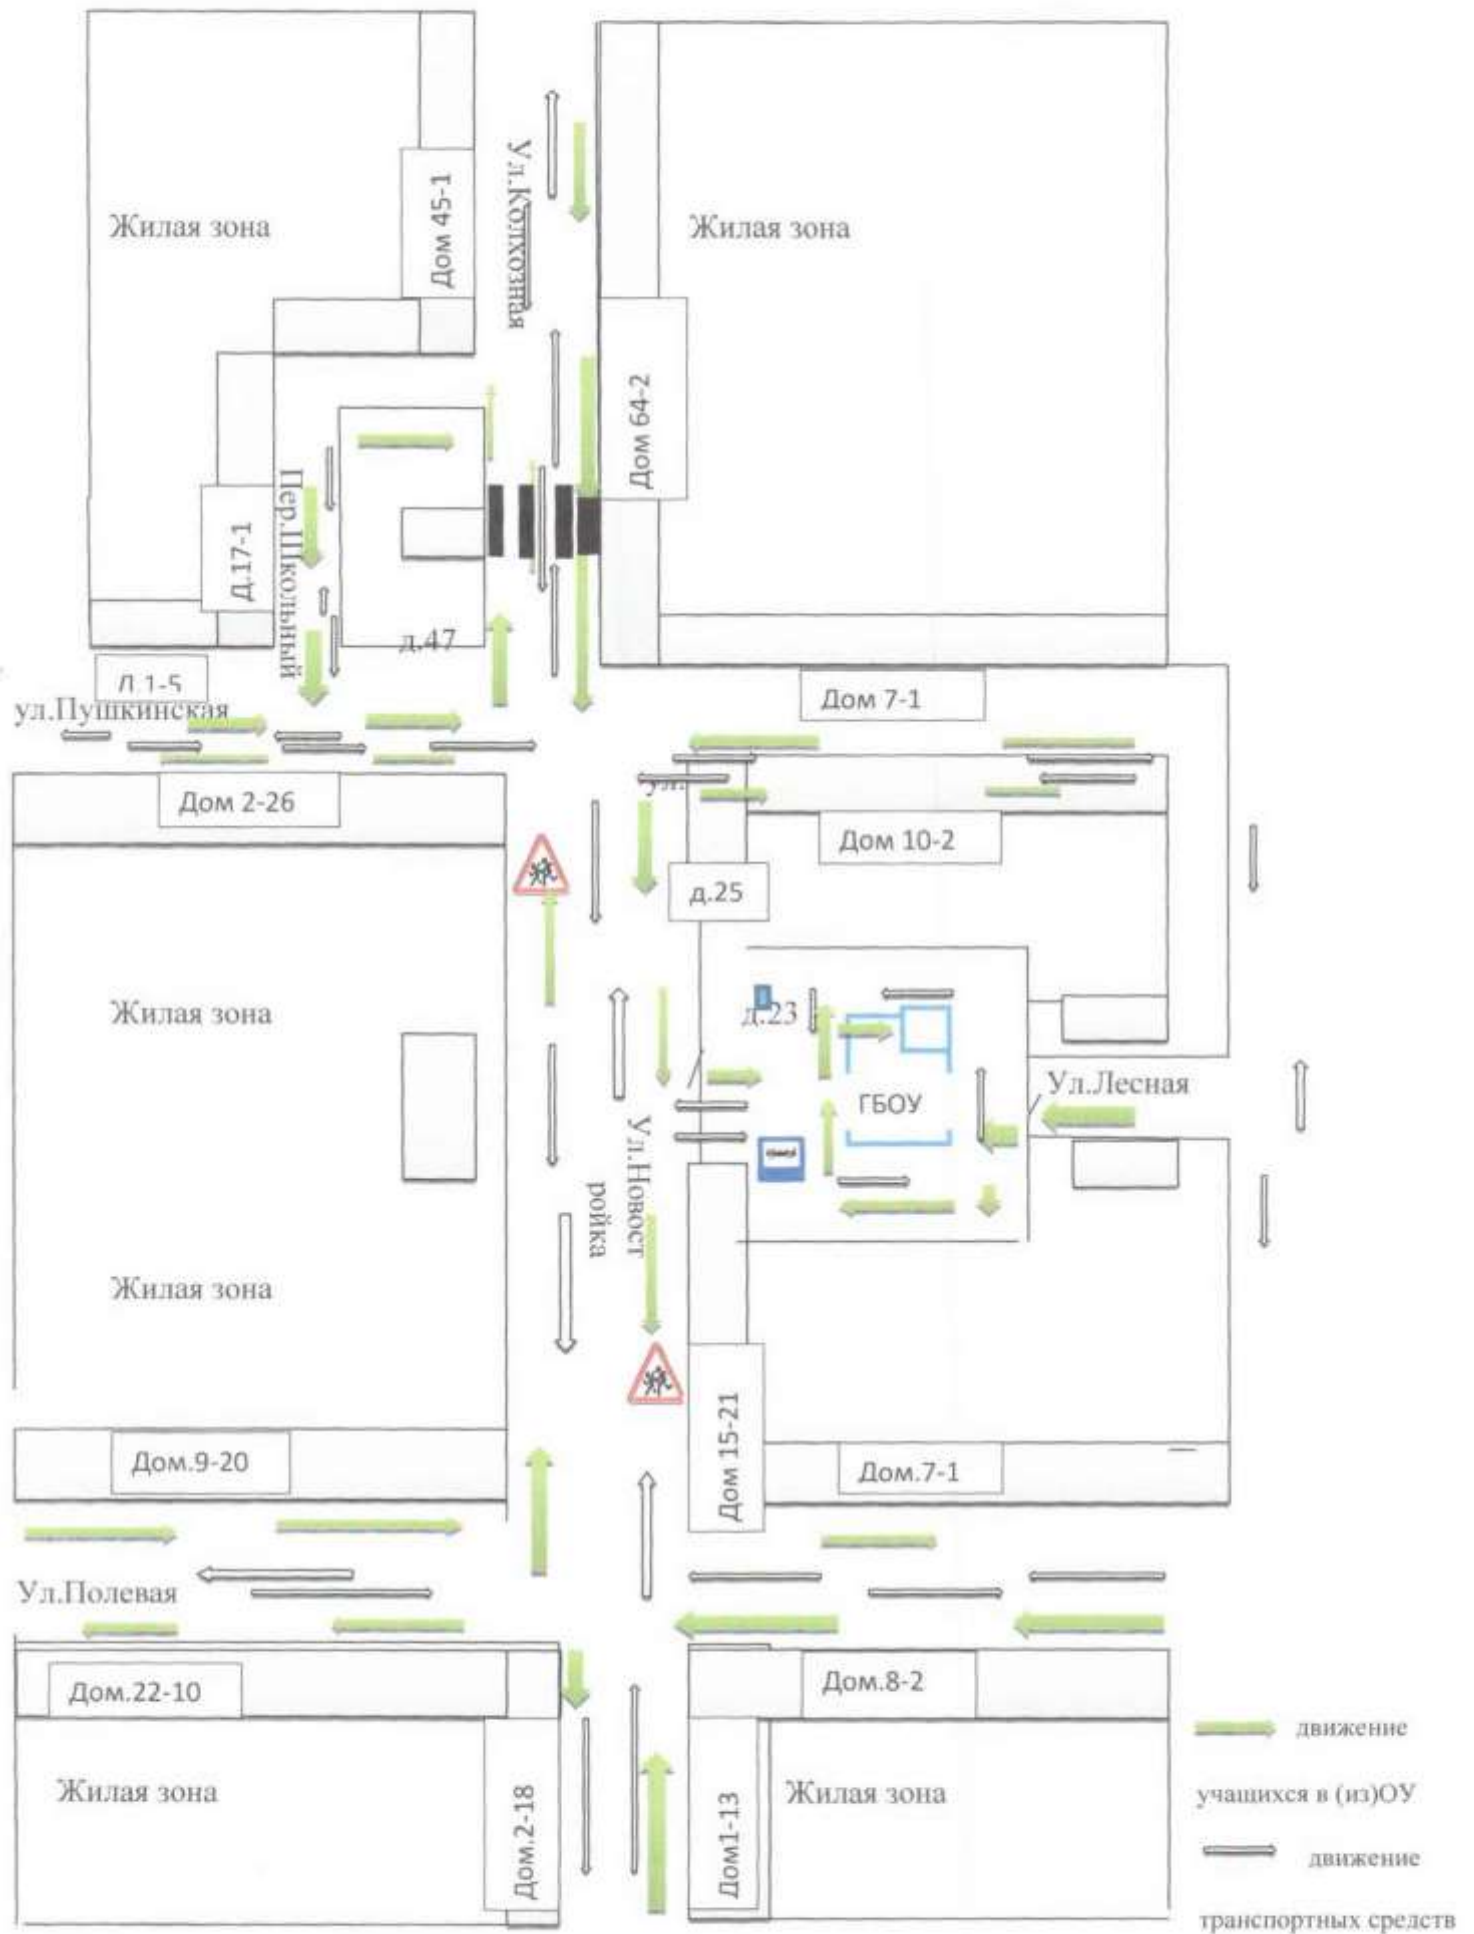 Жилая зона
Дом 45-1
Ул.Колхозная
Жилая зона
Дом 64-2
Д.17-1
Пер.Школьный
д.47
Д.1-5
ул.Пушкинская
Дом 7-1
Дом 2-26
ул.
Дом 10-2
д.25
Жилая зона
д.23
Ул.Лесная
ГБОУ
Ул.Новост
ройка
Жилая зона
Дом 15-21
Дом.9-20
Дом.7-1
Ул.Полевая
Дом.22-10
Дом.8-2
Жилая зона
Дом.2-18
Дом1-13
Жилая зона
движение
учащихся в (из)ОУ
движение
транспортных средств